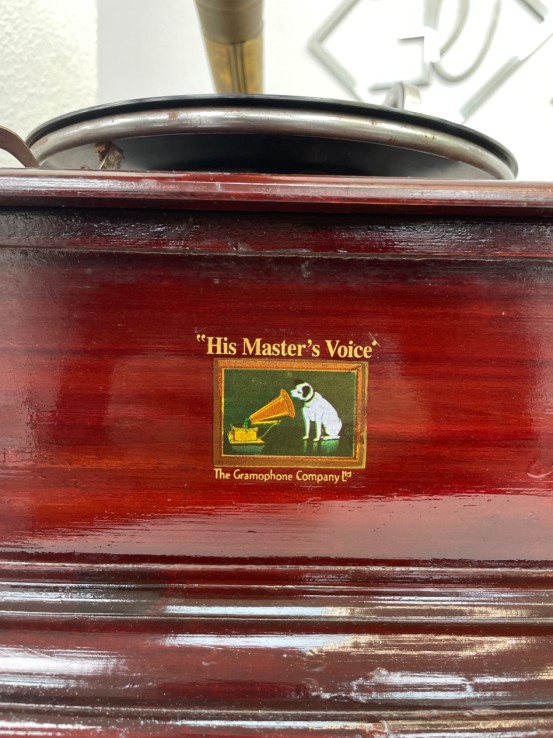 "His Master's Voice"
The Gramophone Company Ltd